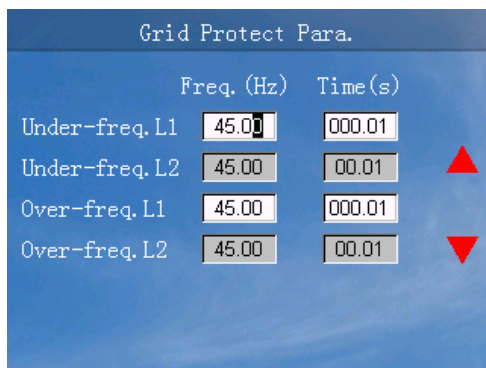 Grid Protect Para.
Freq.(Hz) Time(s)
Under-freq.L1 45.00 000.01
Under-freq.L2 45.00 00.01
Over-freq.L1 45.00 000.01
Over-freq.L2 45.00 00.01